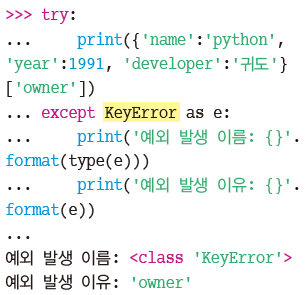 >>> try:
...     print({'name':'python',
'year':1991, 'developer':'귀도'}
['owner'])
... except KeyError as e:
...     print('예외 발생 이름: {}'.
format(type(e)))
...     print('예외 발생 이유: {}'.
format(e))
...
예외 발생 이름: <class 'KeyError'>
예외 발생 이유: 'owner'